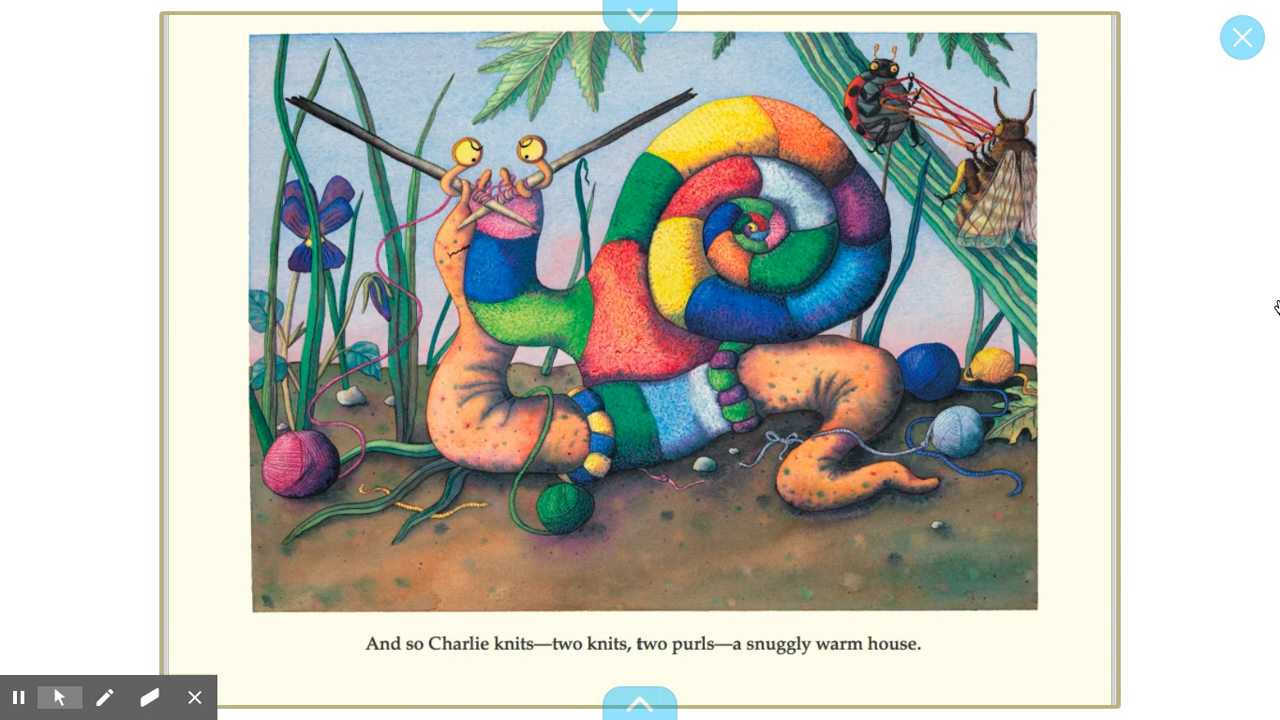 And so Charlie knits—two knits, two purls—a snuggly warm house.